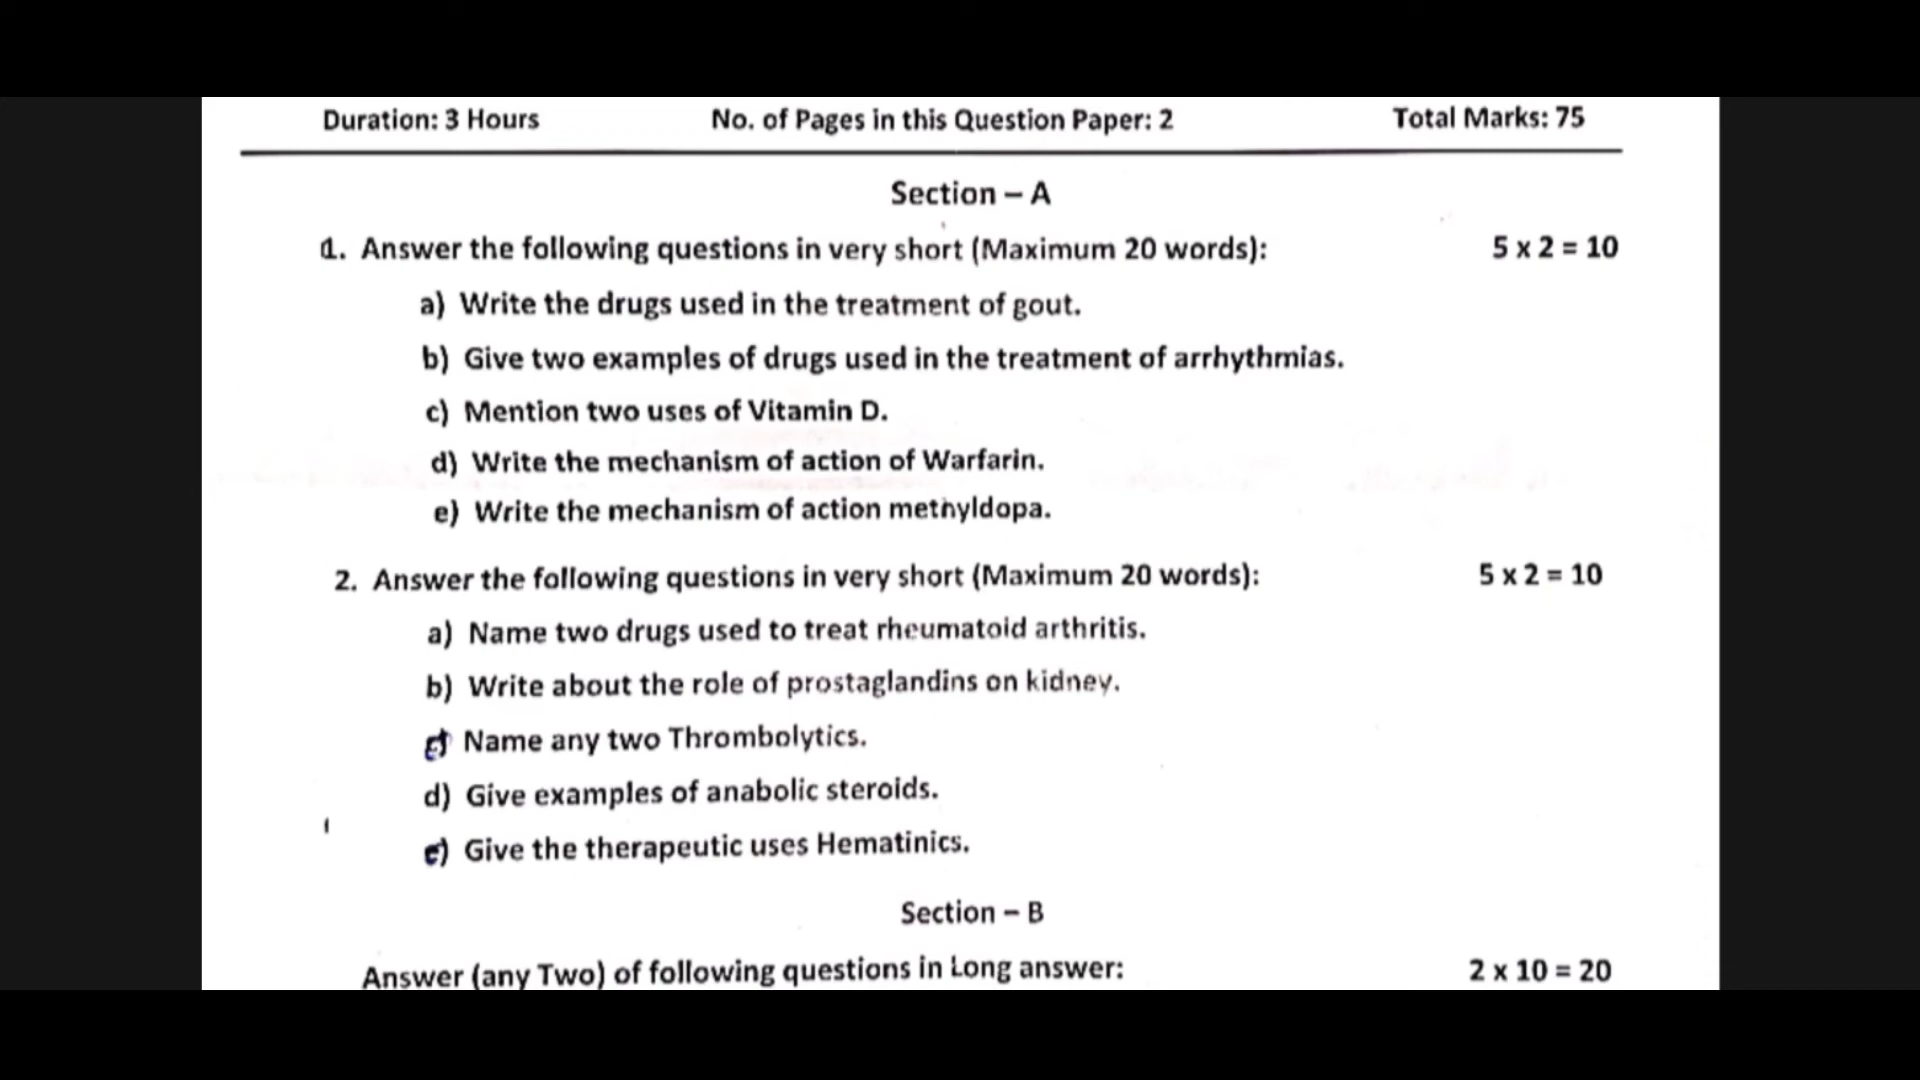 Duration: 3 Hours No. of Pages in this Question Paper: 2 Total Marks: 75
Section – A
1. Answer the following questions in very short (Maximum 20 words): 5 x 2 = 10
a) Write the drugs used in the treatment of gout.
b) Give two examples of drugs used in the treatment of arrhythmias.
c) Mention two uses of Vitamin D.
d) Write the mechanism of action of Warfarin.
e) Write the mechanism of action methyldopa.
2. Answer the following questions in very short (Maximum 20 words): 5 x 2 = 10
a) Name two drugs used to treat rheumatoid arthritis.
b) Write about the role of prostaglandins on kidney.
c) Name any two Thrombolytics.
d) Give examples of anabolic steroids.
e) Give the therapeutic uses Hematinics.
Section – B
Answer (any Two) of following questions in Long answer: 2 x 10 = 20